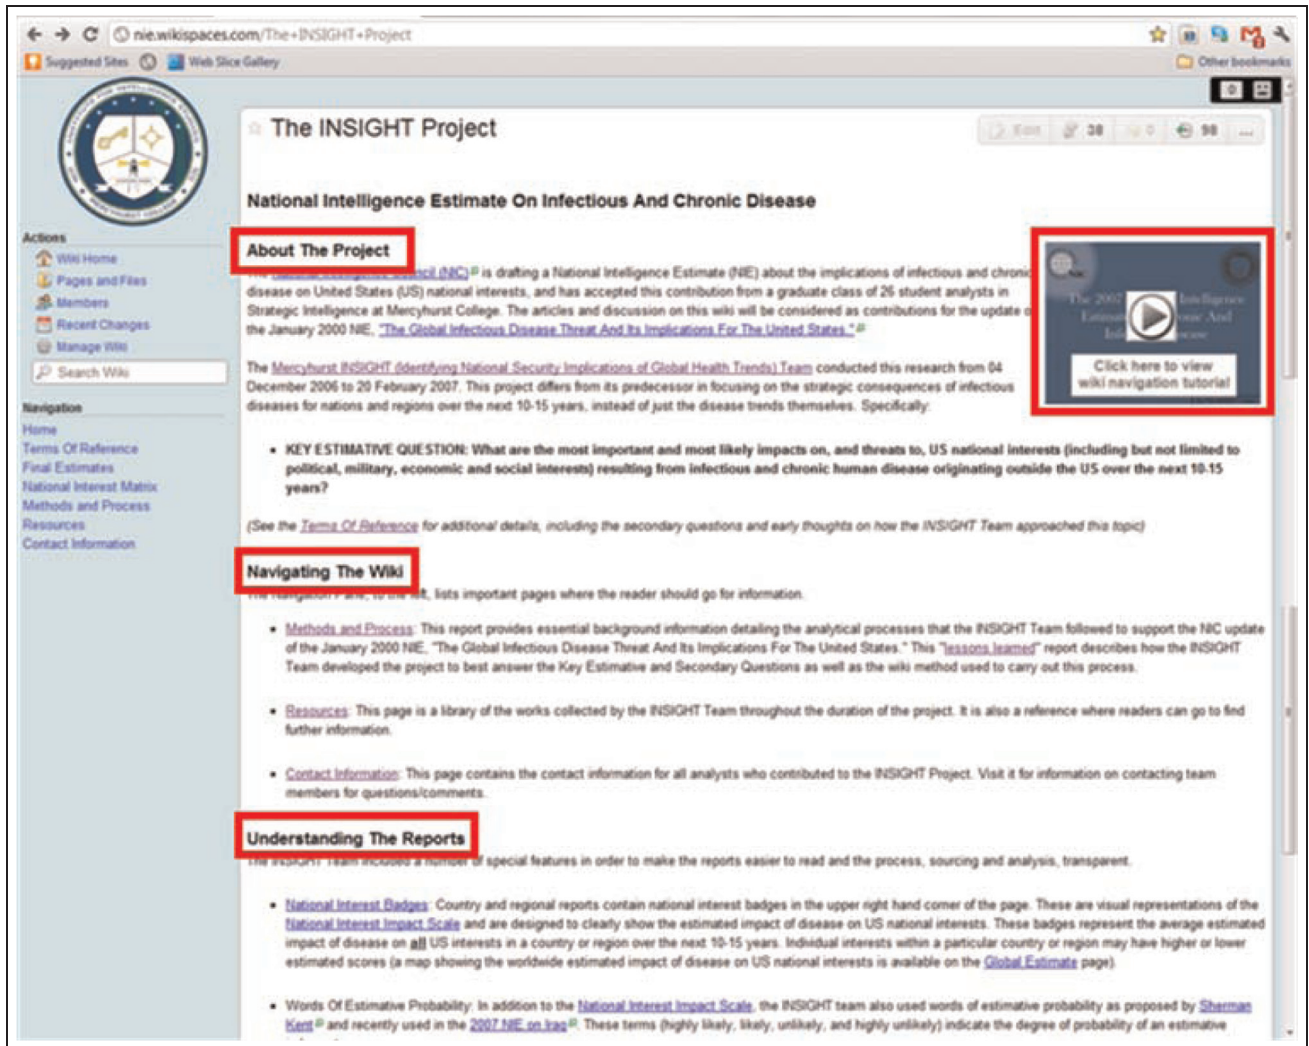 nie.wikispaces.com/The+INSIGHT+Project
Suggested Sites Web Slice Gallery Other bookmarks
The INSIGHT Project
Edit 38 0 98 ...
National Intelligence Estimate On Infectious And Chronic Disease
Actions
Wiki Home
Pages and Files
Members
Recent Changes
Manage Wiki
Search Wiki
Navigation
Home
Terms Of Reference
Final Estimates
National Interest Matrix
Methods and Process
Resources
Contact Information
About The Project
(NIC) is drafting a National Intelligence Estimate (NIE) about the implications of infectious and chronic
disease on United States (US) national interests, and has accepted this contribution from a graduate class of 26 student analysts in
Strategic Intelligence at Mercyhurst College. The articles and discussion on this wiki will be considered as contributions for the update o
the January 2000 NIE, "The Global Infectious Disease Threat And Its Implications For The United States."
The Mercyhurst INSIGHT (Identifying National Security Implications of Global Health Trends) Team conducted this research from 04
December 2006 to 20 February 2007. This project differs from its predecessor in focusing on the strategic consequences of infectious
diseases for nations and regions over the next 10-15 years, instead of just the disease trends themselves. Specifically:
The 2007 Intelligence
Click here to view
wiki navigation tutorial
• KEY ESTIMATIVE QUESTION: What are the most important and most likely impacts on, and threats to, US national interests (including but not limited to
political, military, economic and social interests) resulting from infectious and chronic human disease originating outside the US over the next 10-15
years?
(See the Terms Of Reference for additional details, including the secondary questions and early thoughts on how the INSIGHT Team approached this topic)
Navigating The Wiki
lists important pages where the reader should go for information.
• Methods and Process: This report provides essential background information detailing the analytical processes that the INSIGHT Team followed to support the NIC update
of the January 2000 NIE, "The Global Infectious Disease Threat And Its Implications For The United States." This "lessons learned" report describes how the INSIGHT
Team developed the project to best answer the Key Estimative and Secondary Questions as well as the wiki method used to carry out this process.
• Resources: This page is a library of the works collected by the INSIGHT Team throughout the duration of the project. It is also a reference where readers can go to find
further information.
• Contact Information: This page contains the contact information for all analysts who contributed to the INSIGHT Project. Visit it for information on contacting team
members for questions/comments.
Understanding The Reports
The INSIGHT Team included a number of special features in order to make the reports easier to read and the process, sourcing and analysis, transparent.
• National Interest Badges: Country and regional reports contain national interest badges in the upper right hand corner of the page. These are visual representations of the
National Interest Impact Scale and are designed to clearly show the estimated impact of disease on US national interests. These badges represent the average estimated
impact of disease on all US interests in a country or region over the next 10-15 years. Individual interests within a particular country or region may have higher or lower
estimated scores (a map showing the worldwide estimated impact of disease on US national interests is available on the Global Estimate page).
• Words Of Estimative Probability: In addition to the National Interest Impact Scale, the INSIGHT team also used words of estimative probability as proposed by Sherman
Kent and recently used in the 2007 NIE on Iraq. These terms (highly likely, likely, unlikely, and highly unlikely) indicate the degree of probability of an estimative